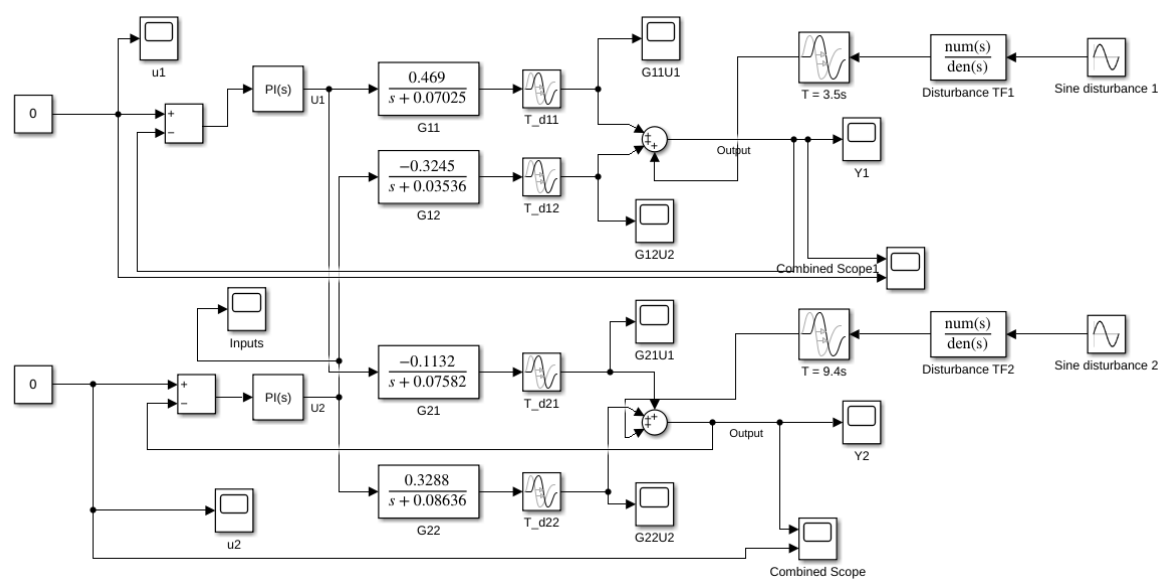 u1
0
+
−
PI(s)
U1
0.469
s + 0.07025
G11
T_d11
G11U1
+
+
+
Output
T = 3.5s
num(s)
den(s)
Disturbance TF1
Sine disturbance 1
Y1
−0.3245
s + 0.03536
G12
T_d12
G12U2
Combined Scope1
Inputs
0
+
−
PI(s)
U2
−0.1132
s + 0.07582
G21
T_d21
G21U1
+
+
+
Output
T = 9.4s
num(s)
den(s)
Disturbance TF2
Sine disturbance 2
Y2
u2
0.3288
s + 0.08636
G22
T_d22
G22U2
Combined Scope